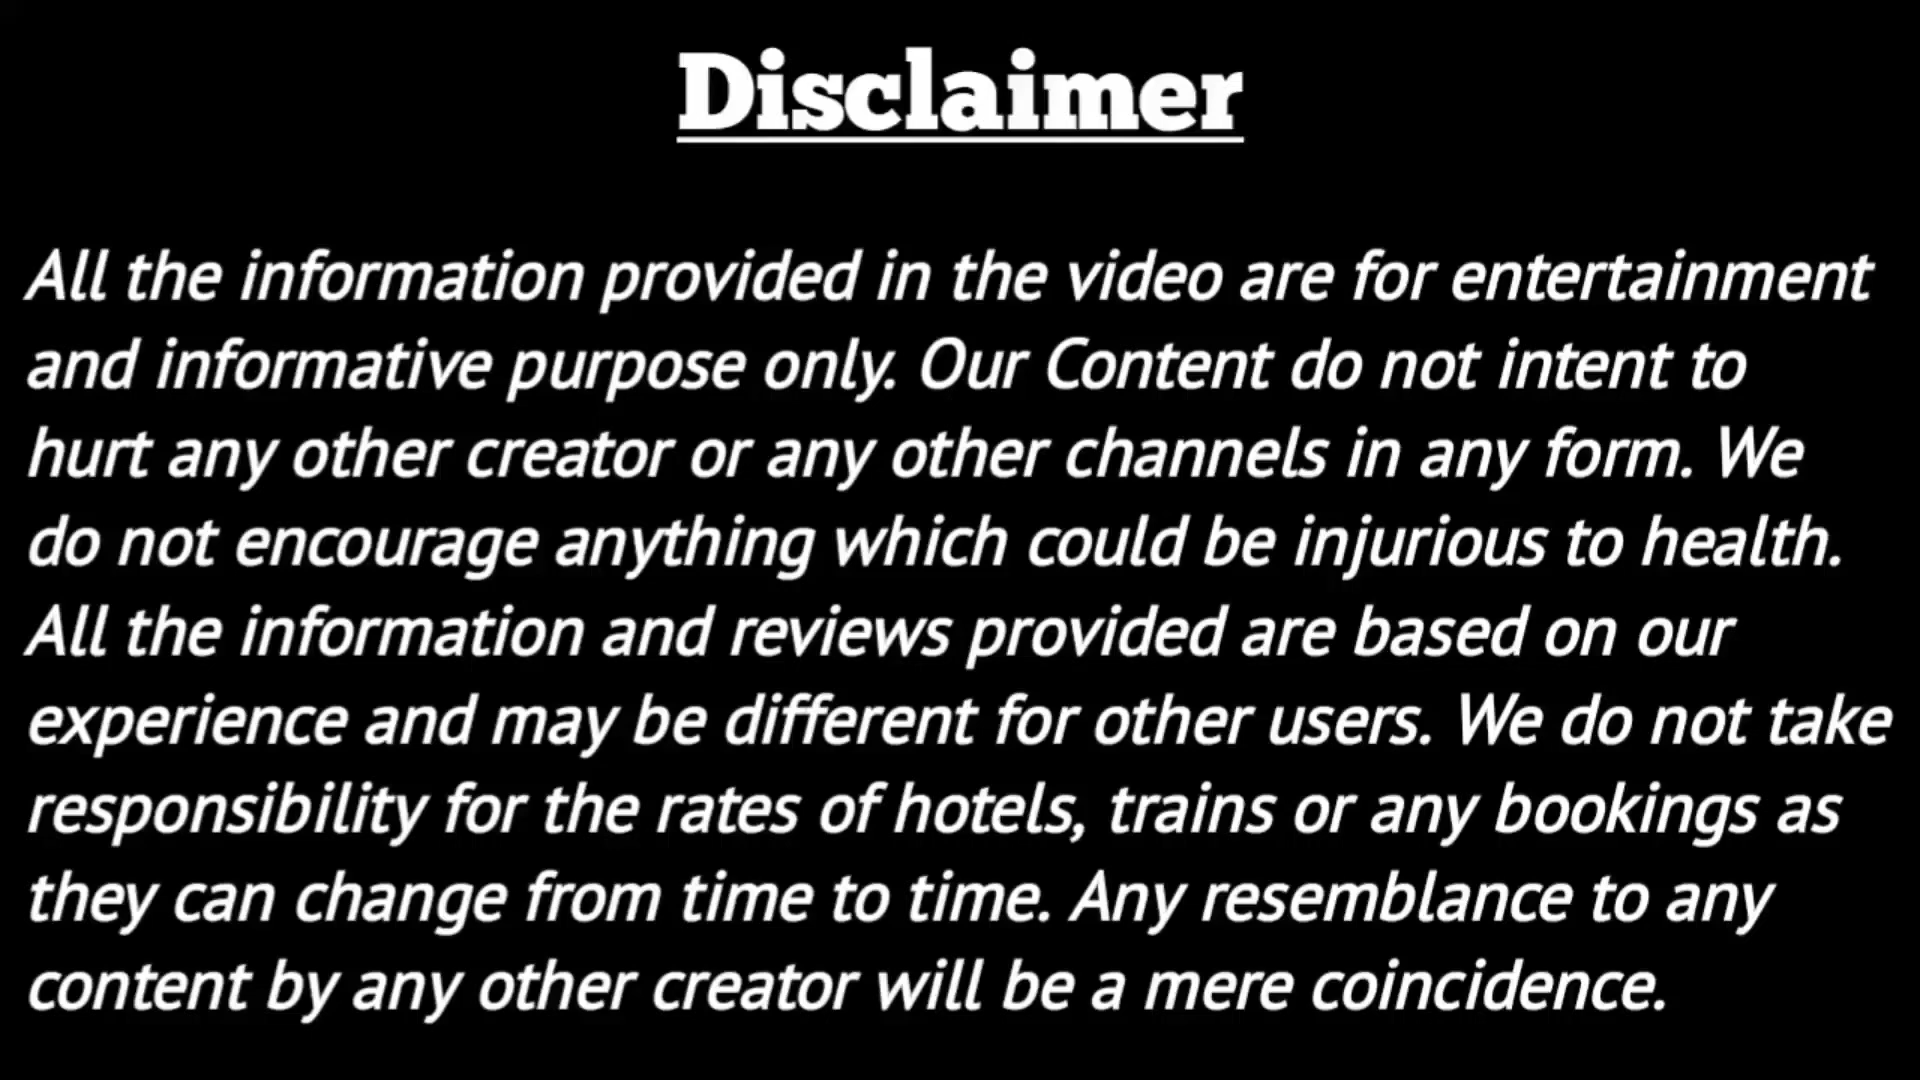 Disclaimer
All the information provided in the video are for entertainment
and informative purpose only. Our Content do not intent to
hurt any other creator or any other channels in any form. We
do not encourage anything which could be injurious to health.
All the information and reviews provided are based on our
experience and may be different for other users. We do not take
responsibility for the rates of hotels, trains or any bookings as
they can change from time to time. Any resemblance to any
content by any other creator will be a mere coincidence.